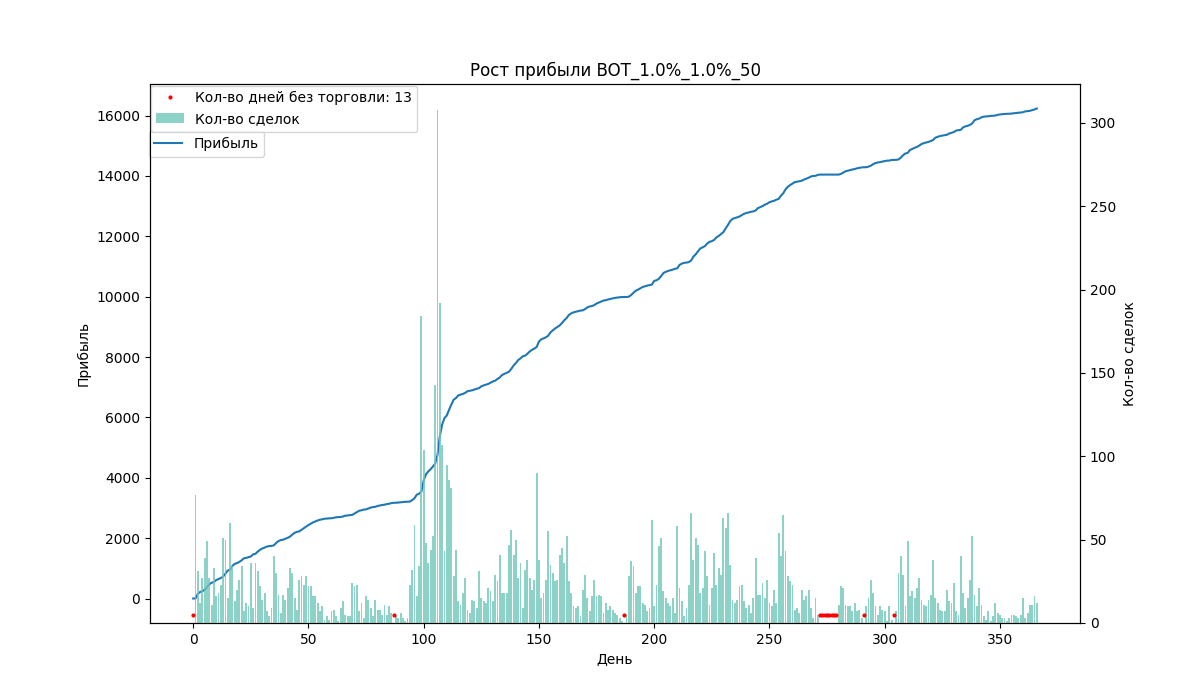 Рост прибыли BOT_1.0%_1.0%_50
Кол-во дней без торговли: 13
Кол-во сделок
Прибыль
16000
14000
12000
10000
8000
6000
4000
2000
0
Прибыль
300
250
200
150
100
50
0
Кол-во сделок
0 50 100 150 200 250 300 350
День